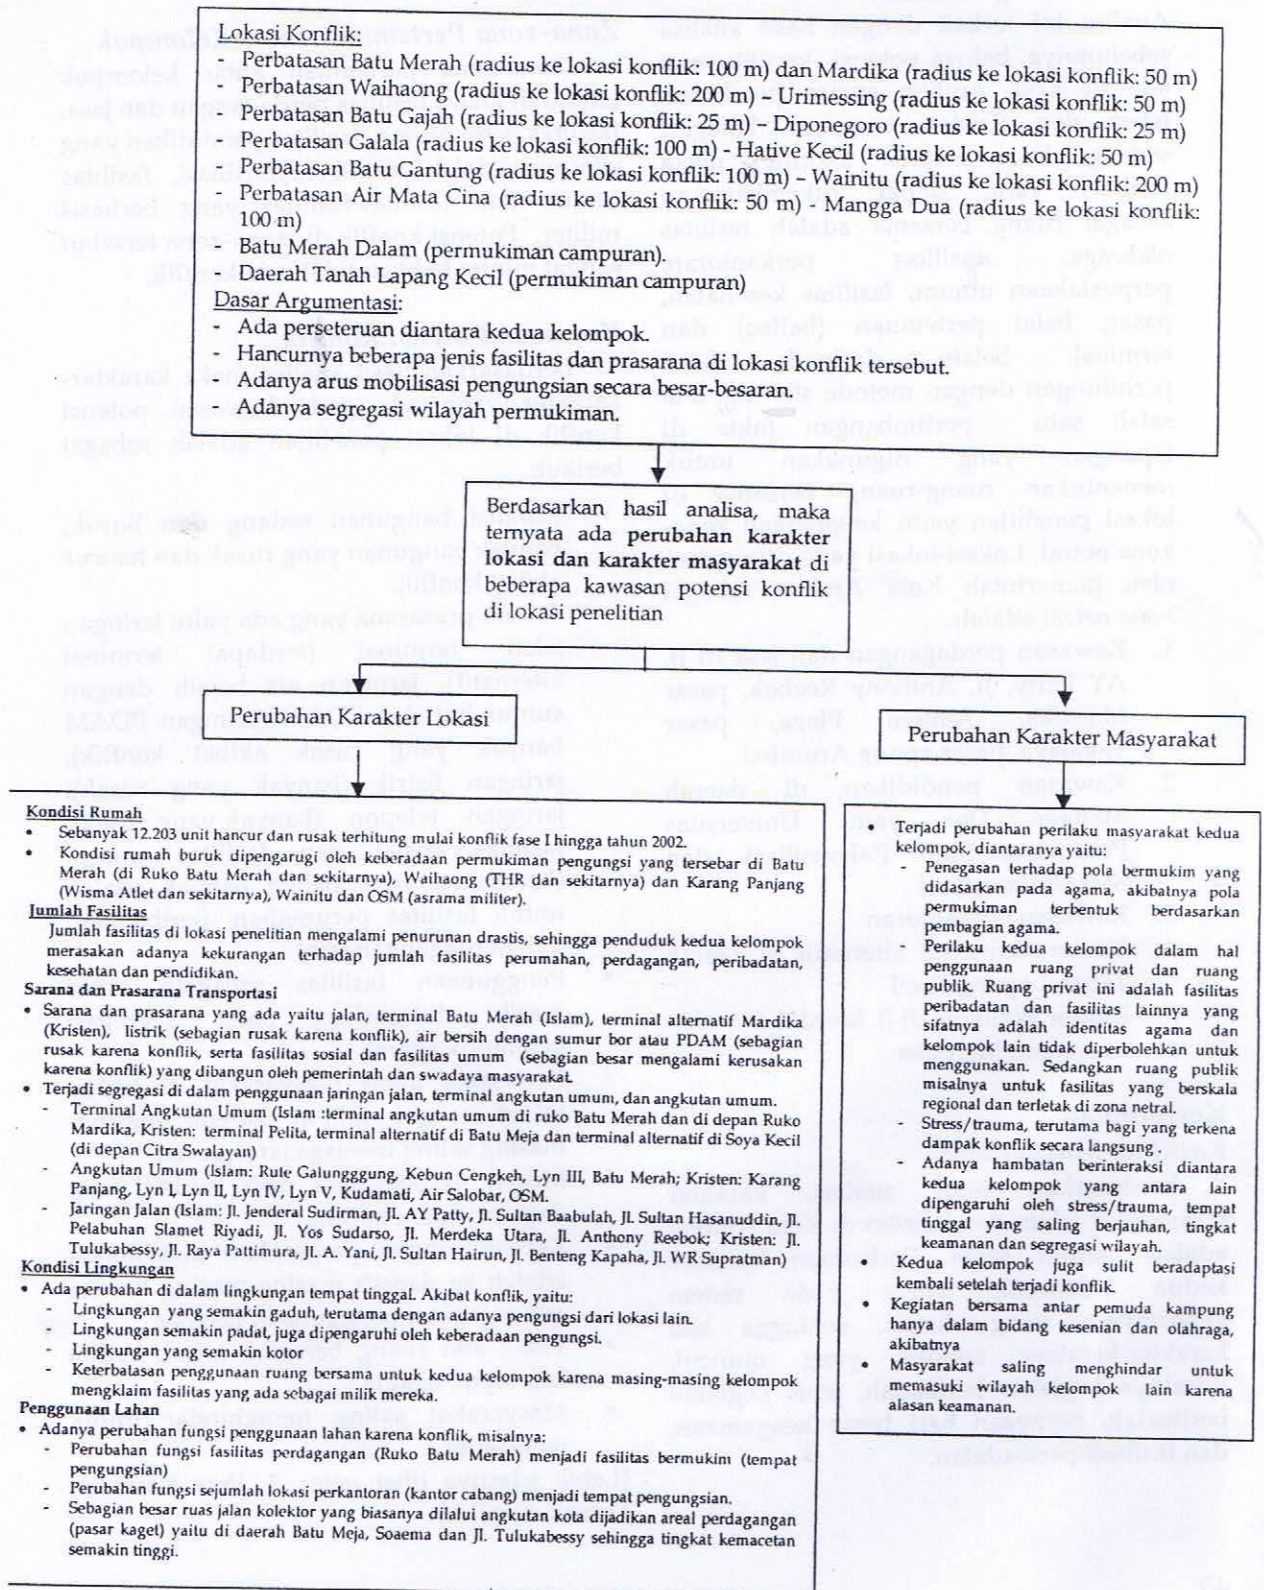 Lokasi Konflik:
- Perbatasan Batu Merah (radius ke lokasi konflik: 100 m) dan Mardika (radius ke lokasi konflik: 50 m)
- Perbatasan Waihaong (radius ke lokasi konflik: 200 m) – Urimessing (radius ke lokasi konflik: 50 m)
- Perbatasan Batu Gajah (radius ke lokasi konflik: 25 m) - Diponegoro (radius ke lokasi konflik: 25 m)
- Perbatasan Galala (radius ke lokasi konflik: 100 m) - Hative Kecil (radius ke lokasi konflik: 50 m)
- Perbatasan Batu Gantung (radius ke lokasi konflik: 100 m) – Wainitu (radius ke lokasi konflik: 200 m)
- Perbatasan Air Mata Cina (radius ke lokasi konflik: 50 m) - Mangga Dua (radius ke lokasi konflik:
100 m)
- Batu Merah Dalam (permukiman campuran).
- Daerah Tanah Lapang Kecil (permukiman campuran)
Dasar Argumentasi:
- Ada perseteruan diantara kedua kelompok.
- Hancurnya beberapa jenis fasilitas dan prasarana di lokasi konflik tersebut.
- Adanya arus mobilisasi pengungsian secara besar-besaran.
- Adanya segregasi wilayah permukiman.
Berdasarkan hasil analisa, maka
ternyata ada perubahan karakter
lokasi dan karakter masyarakat di
beberapa kawasan potensi konflik
di lokasi penelitian
Perubahan Karakter Lokasi
Perubahan Karakter Masyarakat
Kondisi Rumah
• Sebanyak 12.203 unit hancur dan rusak terhitung mulai konflik fase I hingga tahun 2002.
• Kondisi rumah buruk dipengarugi oleh keberadaan permukiman pengungsi yang tersebar di Batu
Merah (di Ruko Batu Merah dan sekitarnya), Waihaong (THR dan sekitarnya) dan Karang Panjang
(Wisma Atlet dan sekitarnya), Wainitu dan OSM (asrama militer).
Jumlah Fasilitas
Jumlah fasilitas di lokasi penelitian mengalami penurunan drastis, sehingga penduduk kedua kelompok
merasakan adanya kekurangan terhadap jumlah fasilitas perumahan, perdagangan, peribadatan,
kesehatan dan pendidikan.
Sarana dan Prasarana Transportasi
• Sarana dan prasarana yang ada yaitu jalan, terminal Batu Merah (Islam), terminal alternatif Mardika
(Kristen), listrik (sebagian rusak karena konflik), air bersih dengan sumur bor atau PDAM (sebagian
rusak karena konflik, serta fasilitas sosial dan fasilitas umum (sebagian besar mengalami kerusakan
karena konflik) yang dibangun oleh pemerintah dan swadaya masyarakat.
• Terjadi segregasi di dalam penggunaan jaringan jalan, terminal angkutan umum, dan angkutan umum.
- Terminal Angkutan Umum (Islam :terminal angkutan umum di ruko Batu Merah dan di depan Ruko
Mardika, Kristen: terminal Pelita, terminal alternatif di Batu Meja dan terminal alternatif di Soya Kecil
(di depan Citra Swalayan)
- Angkutan Umum (Islam: Rute Galungggung, Kebun Cengkeh, Lyn III, Batu Merah; Kristen: Karang
Panjang, Lyn I, Lyn II, Lyn IV, Lyn V, Kudamati, Air Salobar, OSM.
- Jaringan Jalan (Islam: Jl. Jenderal Sudirman, Jl. AY Patty, Jl. Sultan Baabulah, Jl. Sultan Hasanuddin, Jl.
Pelabuhan Slamet Riyadi, Jl. Yos Sudarso, Jl. Merdeka Utara, Jl. Anthony Reebok; Kristen: Jl.
Tulukabessy, Jl. Raya Pattimura, Jl. A. Yani, Jl. Sultan Hairun, Jl. Benteng Kapaha, Jl. WR Supratman)
Kondisi Lingkungan
• Ada perubahan di dalam lingkungan tempat tinggal. Akibat konflik, yaitu:
- Lingkungan yang semakin gaduh, terutama dengan adanya pengungsi dari lokasi lain.
- Lingkungan semakin padat, juga dipengaruhi oleh keberadaan pengungsi.
- Lingkungan yang semakin kotor
- Keterbatasan penggunaan ruang bersama untuk kedua kelompok karena masing-masing kelompok
mengklaim fasilitas yang ada sebagai milik mereka.
Penggunaan Lahan
• Adanya perubahan fungsi penggunaan lahan karena konflik, misalnya:
- Perubahan fungsi fasilitas perdagangan (Ruko Batu Merah) menjadi fasilitas bermukim (tempat
pengungsian)
- Perubahan fungsi sejumlah lokasi perkantoran (kantor cabang) menjadi tempat pengungsian.
- Sebagian besar ruas jalan kolektor yang biasanya dilalui angkutan kota dijadikan areal perdagangan
(pasar kaget) yaitu di daerah Batu Meja, Soaema dan Jl. Tulukabessy sehingga tingkat kemacetan
semakin tinggi.
• Terjadi perubahan perilaku masyarakat kedua
kelompok, diantaranya yaitu:
- Penegasan terhadap pola bermukim yang
didasarkan pada agama, akibatnya pola
permukiman terbentuk berdasarkan
pembagian agama.
- Perilaku kedua kelompok dalam hal
penggunaan ruang privat dan ruang
publik. Ruang privat ini adalah fasilitas
peribadatan dan fasilitas lainnya yang
sifatnya adalah identitas agama dan
kelompok lain tidak diperbolehkan untuk
menggunakan. Sedangkan ruang publik
misalnya untuk fasilitas yang berskala
regional dan terletak di zona netral.
- Stress/trauma, terutama bagi yang terkena
dampak konflik secara langsung .
- Adanya hambatan berinteraksi diantara
kedua kelompok yang antara lain
dipengaruhi oleh stress/trauma, tempat
tinggal yang saling berjauhan, tingkat
keamanan dan segregasi wilayah.
• Kedua kelompok juga sulit beradaptasi
kembali setelah terjadi konflik.
• Kegiatan bersama antar pemuda kampung
hanya dalam bidang kesenian dan olahraga,
akibatnya
• Masyarakat saling menghindar untuk
memasuki wilayah kelompok lain karena
alasan keamanan.